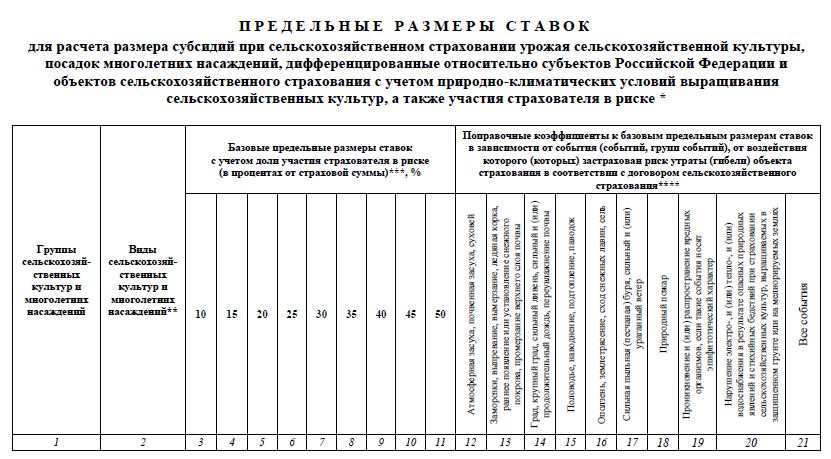 ПРЕДЕЛЬНЫЕ РАЗМЕРЫ СТАВОК
для расчета размера субсидий при сельскохозяйственном страховании урожая сельскохозяйственной культуры,
посадок многолетних насаждений, дифференцированные относительно субъектов Российской Федерации и
объектов сельскохозяйственного страхования с учетом природно-климатических условий выращивания
сельскохозяйственных культур, а также участия страхователя в риске *
Группы
сельскохозяй-
ственных
культур и
многолетних
насаждений
Виды
сельскохозяй-
ственных
культур и
многолетних
насаждений**
Базовые предельные размеры ставок
с учетом доли участия страхователя в риске
(в процентах от страховой суммы)***, %
10 15 20 25 30 35 40 45 50
Поправочные коэффициенты к базовым предельным размерам ставок
в зависимости от события (событий, групп событий), от воздействия
которого (которых) застрахован риск утраты (гибели) объекта
страхования в соответствии с договором сельскохозяйственного
страхования****
Атмосферная засуха, почвенная засуха, суховей
Заморозки, выпревание, вымерзание, ледяная корка,
раннее появление или установление снежного
покрова, промерзание верхнего слоя почвы
Град, крупный град, сильный ливень, сильный и (или)
продолжительный дождь, переувлажнение почвы
Половодье, наводнение, подтопление, паводок
Оползень, землетрясение, сход снежных лавин, сель
Сильная пыльная (песчаная) буря, сильный и (или)
ураганный ветер
Природный пожар
Проникновение и (или) распространение вредных
организмов, если такие события носят
эпифитотический характер
Нарушение электро-, и (или) тепло-, и (или)
водоснабжения в результате опасных природных
явлений и стихийных бедствий при страховании
сельскохозяйственных культур, выращиваемых в
защищенном грунте или на мелиорируемых землях
Все события
1 2 3 4 5 6 7 8 9 10 11 12 13 14 15 16 17 18 19 20 21